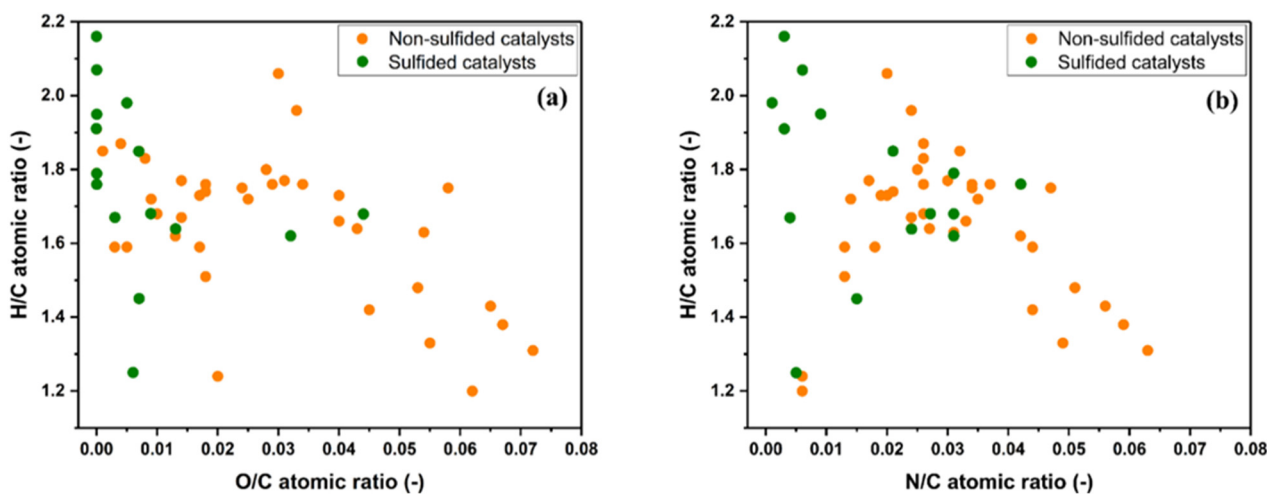 2.2
2.0
1.8
1.6
1.4
1.2
H/C atomic ratio (-)
Non-sulfided catalysts
Sulfided catalysts
(a)
0.00 0.01 0.02 0.03 0.04 0.05 0.06 0.07 0.08
O/C atomic ratio (-)
2.2
2.0
1.8
1.6
1.4
1.2
H/C atomic ratio (-)
Non-sulfided catalysts
Sulfided catalysts
(b)
0.00 0.01 0.02 0.03 0.04 0.05 0.06 0.07 0.08
N/C atomic ratio (-)